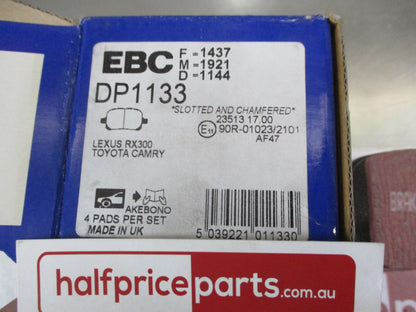 EBC
F -1437
M -1921
D -1144
DP1133
*SLOTTED AND CHAMFERED*
23513 17.00
E11 90R-01023/2101
AF47
LEXUS RX300
TOYOTA CAMRY
AKEBONO
4 PADS PER SET
MADE IN UK
5 039221 011330
halfpriceparts.com.au